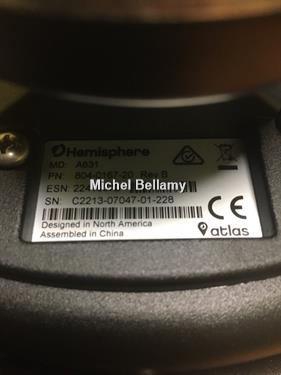 Hemisphere
MD: A631
PN: 804-0167-20 Rev B
ESN: 224
Michel Bellamy
SN: C2213-07047-01-228
CE
Designed in North America
Assembled in China
atlas